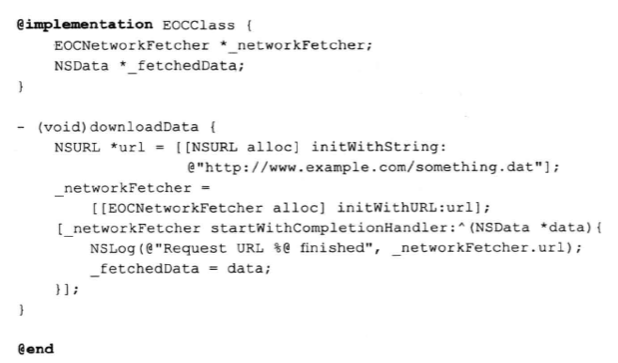 @implementation EOCClass {
    EOCNetworkFetcher *_networkFetcher;
    NSData *_fetchedData;
}

- (void)downloadData {
    NSURL *url = [[NSURL alloc] initWithString:
                  @"http://www.example.com/something.dat"];
    _networkFetcher =
        [[EOCNetworkFetcher alloc] initWithURL:url];
    [_networkFetcher startWithCompletionHandler:^(NSData *data){
        NSLog(@"Request URL %@ finished", _networkFetcher.url);
        _fetchedData = data;
    }];
}

@end